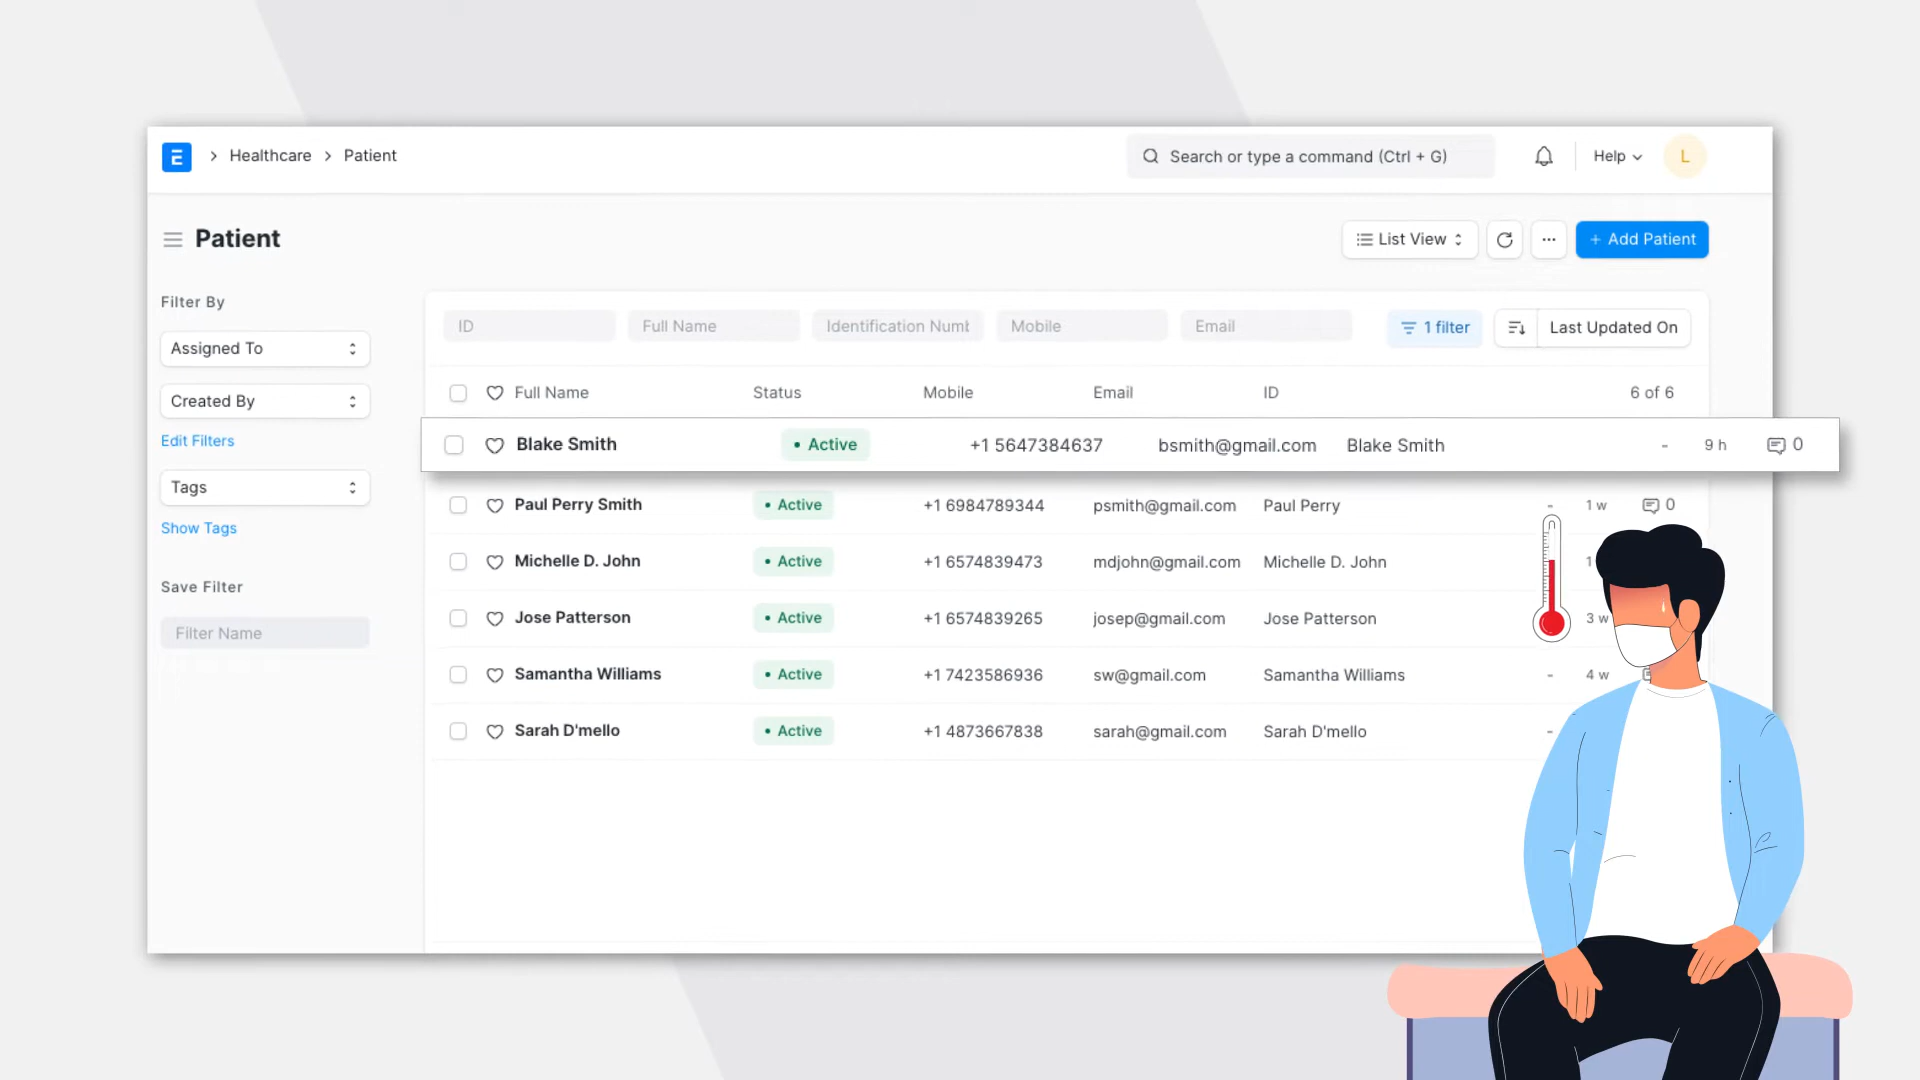 E > Healthcare > Patient
Search or type a command (Ctrl + G)
Help
L
Patient
List View
+ Add Patient
Filter By
Assigned To
Created By
Edit Filters
Tags
Show Tags
Save Filter
Filter Name
ID Full Name Identification Numb Mobile Email 1 filter Last Updated On
Full Name Status Mobile Email ID 6 of 6
Blake Smith Active +1 5647384637 bsmith@gmail.com Blake Smith - 9 h 0
Paul Perry Smith Active +1 6984789344 psmith@gmail.com Paul Perry - 1 w 0
Michelle D. John Active +1 6574839473 mdjohn@gmail.com Michelle D. John 1
Jose Patterson Active +1 6574839265 josep@gmail.com Jose Patterson 3 w
Samantha Williams Active +1 7423586936 sw@gmail.com Samantha Williams - 4 w
Sarah D'mello Active +1 4873667838 sarah@gmail.com Sarah D'mello -